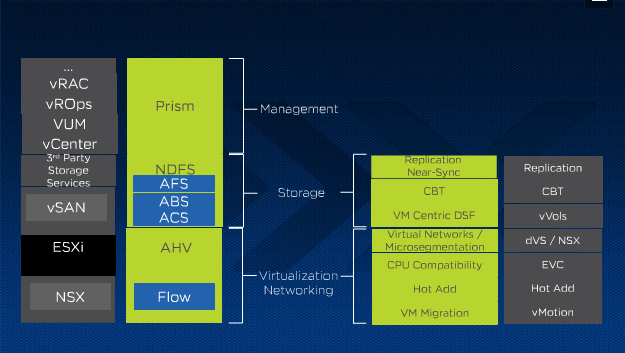 ...
vRAC
vROps
VUM
vCenter
3rd Party
Storage
Services
vSAN
ESXi
NSX
Prism
NDFS
AFS
ABS
ACS
AHV
Flow
Management
Storage
Virtualization
Networking
Replication
Near-Sync
CBT
VM Centric DSF
Virtual Networks /
Microsegmentation
CPU Compatibility
Hot Add
VM Migration
Replication
CBT
vVols
dVS / NSX
EVC
Hot Add
vMotion